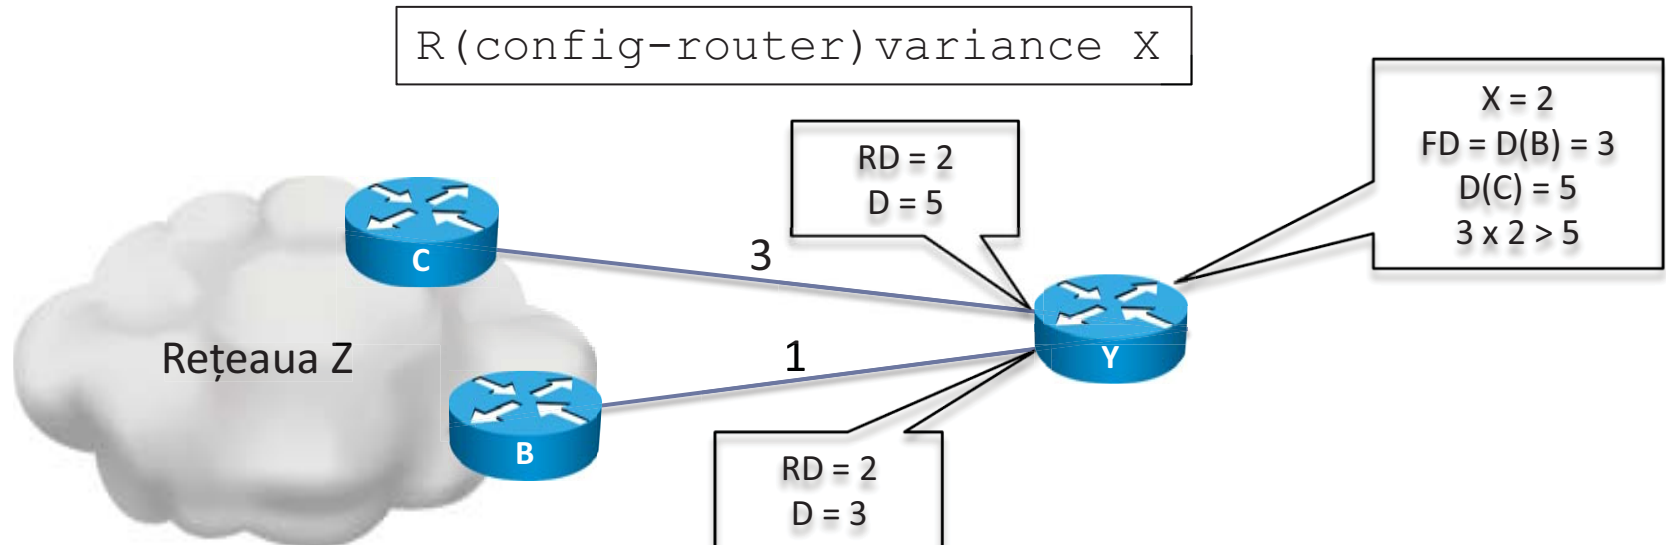 R(config-router)variance X
X = 2
FD = D(B) = 3
D(C) = 5
3 x 2 > 5
RD = 2
D = 5
C
3
Rețeaua Z
1
Y
B
RD = 2
D = 3